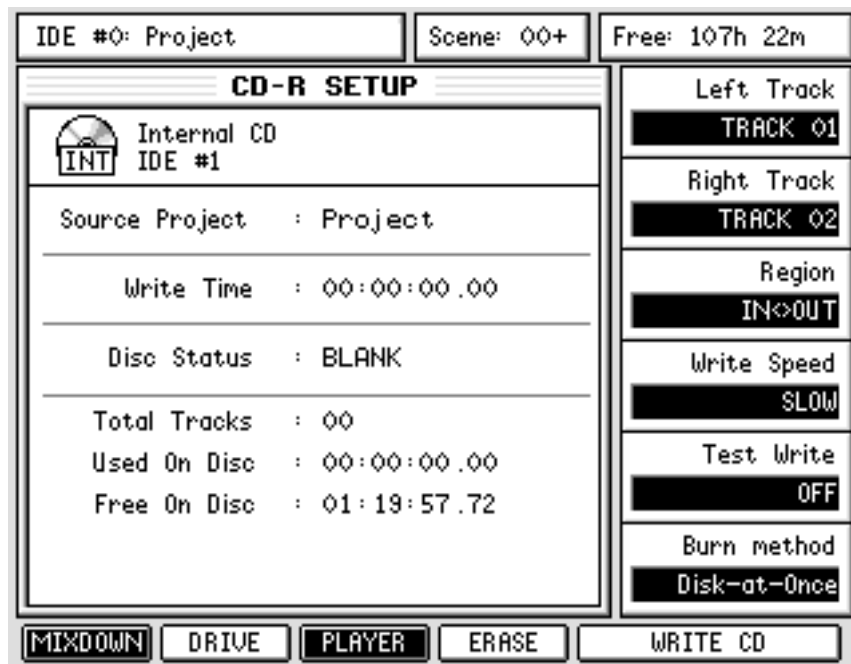 IDE #0: Project
Scene: 00+
Free: 107h 22m
CD-R SETUP
INT
Internal CD
IDE #1
Source Project : Project
Write Time : 00:00:00.00
Disc Status : BLANK
Total Tracks : 00
Used On Disc : 00:00:00.00
Free On Disc : 01:19:57.72
Left Track
TRACK 01
Right Track
TRACK 02
Region
IN<>OUT
Write Speed
SLOW
Test Write
OFF
Burn method
Disk-at-Once
MIXDOWN DRIVE PLAYER ERASE WRITE CD